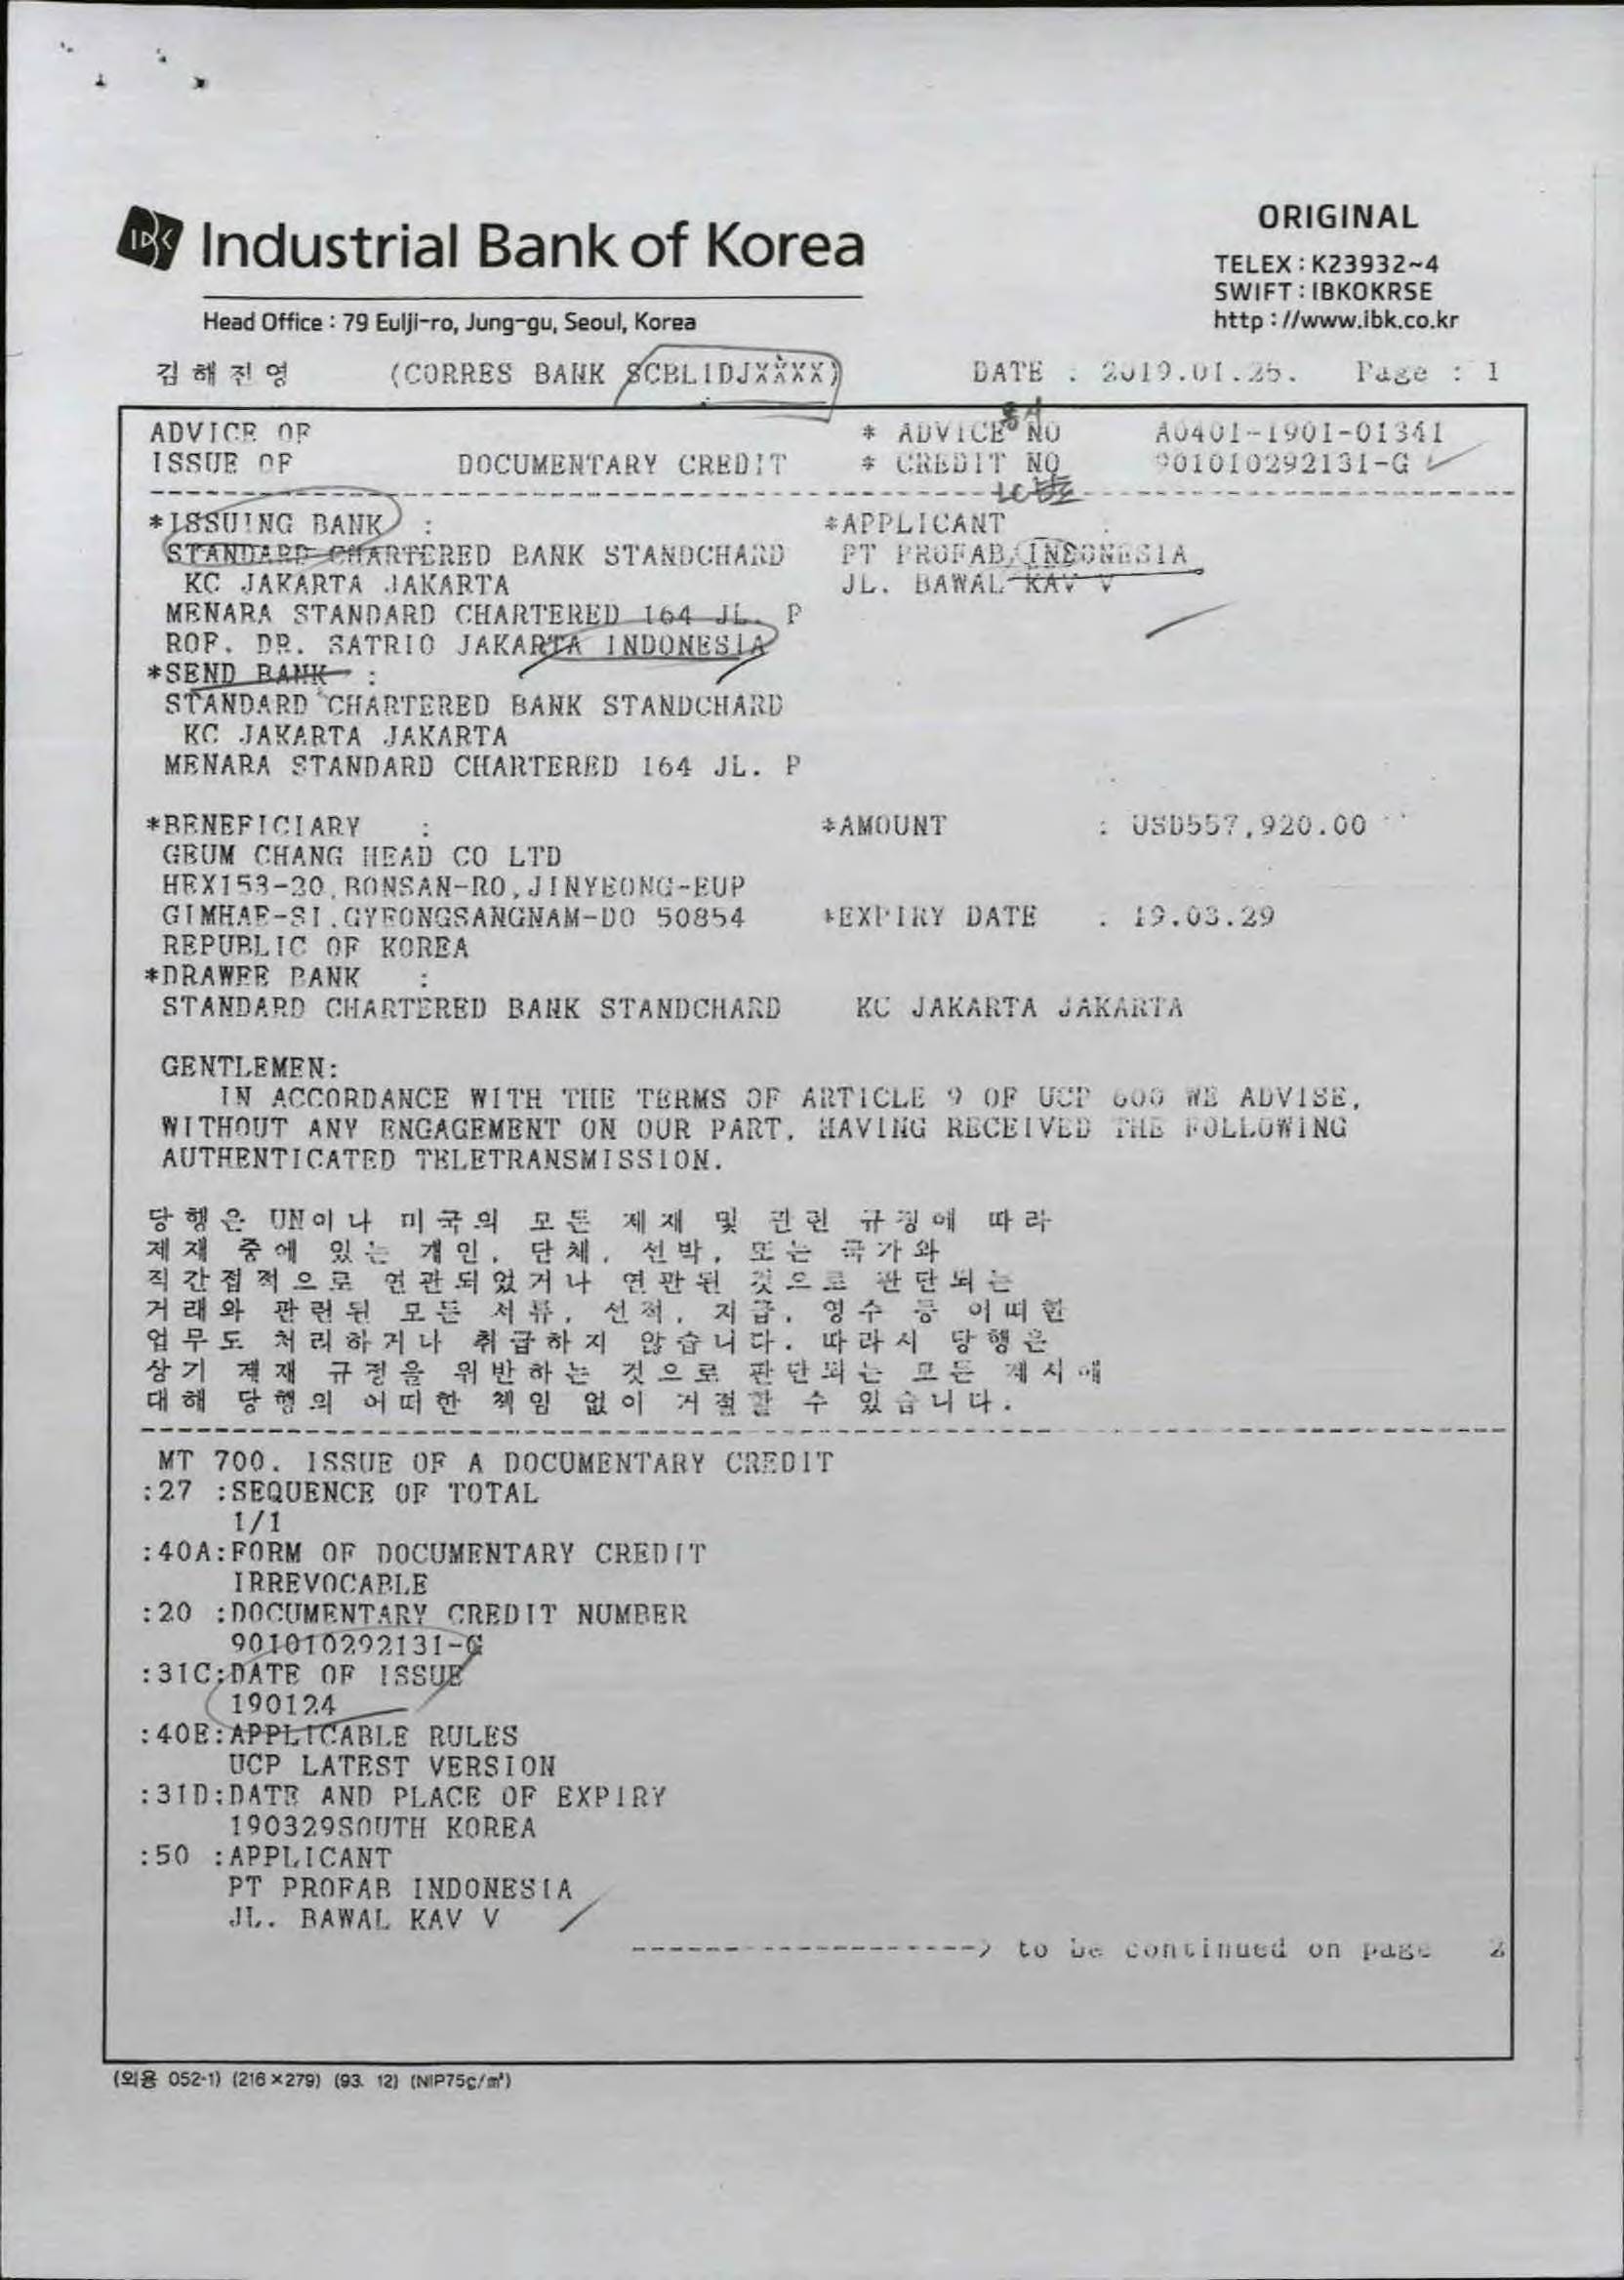 IBK Industrial Bank of Korea
ORIGINAL
TELEX : K23932~4
SWIFT : IBKOKRSE
http : //www.ibk.co.kr
Head Office : 79 Eulji-ro, Jung-gu, Seoul, Korea
김해진영 (CORRES BANK SCBLIDJXXXX) DATE : 2019.01.25. Page : 1
ADVICE OF * ADVICE NO A0401-1901-01341
ISSUE OF DOCUMENTARY CREDIT * CREDIT NO 901010292131-G
*ISSUING BANK : *APPLICANT :
STANDARD CHARTERED BANK STANDCHARD PT PROFAB INDONESIA
KC JAKARTA JAKARTA JL. BAWAL KAV V
MENARA STANDARD CHARTERED 164 JL. P
ROF. DR. SATRIO JAKARTA INDONESIA
*SEND BANK :
STANDARD CHARTERED BANK STANDCHARD
KC JAKARTA JAKARTA
MENARA STANDARD CHARTERED 164 JL. P
*BENEFICIARY : *AMOUNT : USD557,920.00
GEUM CHANG HEAD CO LTD
HEX153-20,BONSAN-RO,JINYEONG-EUP
GIMHAE-SI,GYEONGSANGNAM-DO 50854 *EXPIRY DATE : 19.03.29
REPUBLIC OF KOREA
*DRAWEE BANK :
STANDARD CHARTERED BANK STANDCHARD KC JAKARTA JAKARTA
GENTLEMEN:
IN ACCORDANCE WITH THE TERMS OF ARTICLE 9 OF UCP 600 WE ADVISE,
WITHOUT ANY ENGAGEMENT ON OUR PART, HAVING RECEIVED THE FOLLOWING
AUTHENTICATED TELETRANSMISSION.
당행은 UN이나 미국의 모든 제재 및 관련 규정에 따라
제재 중에 있는 개인, 단체, 선박, 또는 국가와
직간접적으로 연관되었거나 연관된 것으로 판단되는
거래와 관련된 모든 서류, 선적, 지급, 영수 등 어떠한
업무도 처리하거나 취급하지 않습니다. 따라서 당행은
상기 제재 규정을 위반하는 것으로 판단되는 모든 제시에
대해 당행의 어떠한 책임 없이 거절할 수 있습니다.
MT 700. ISSUE OF A DOCUMENTARY CREDIT
:27 :SEQUENCE OF TOTAL
1/1
:40A:FORM OF DOCUMENTARY CREDIT
IRREVOCABLE
:20 :DOCUMENTARY CREDIT NUMBER
901010292131-G
:31C:DATE OF ISSUE
190124
:40E:APPLICABLE RULES
UCP LATEST VERSION
:31D:DATE AND PLACE OF EXPIRY
190329SOUTH KOREA
:50 :APPLICANT
PT PROFAB INDONESIA
JL. BAWAL KAV V
--------------------> to be continued on page 2
(외용 052-1) (216×279) (93. 12) (NIP75g/㎡)